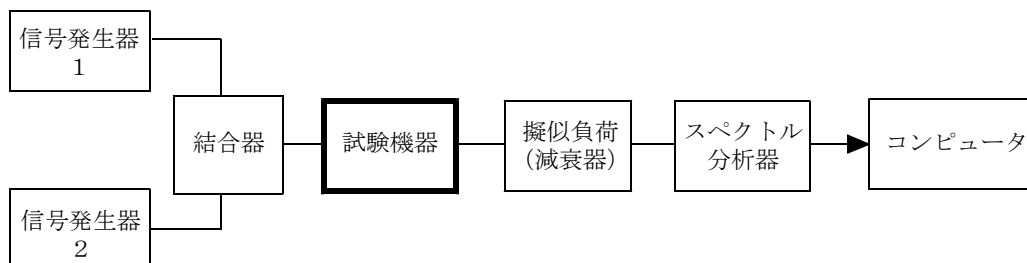 信号発生器
1
結合器
試験機器
擬似負荷
(減衰器)
スペクトル
分析器
コンピュータ
信号発生器
2